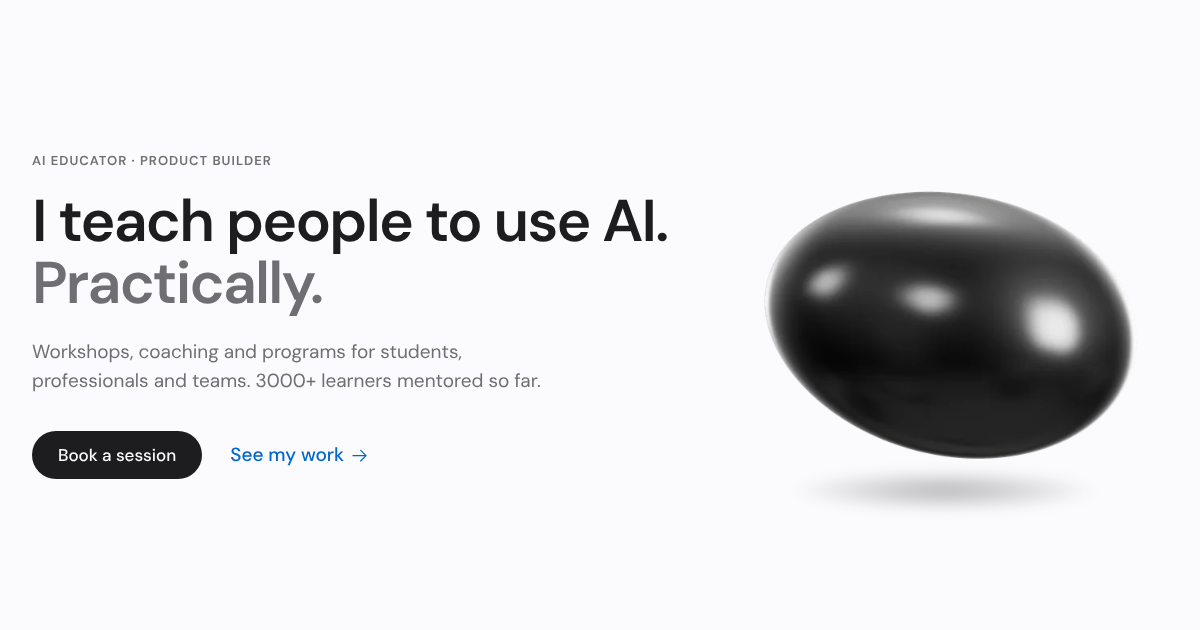 AI EDUCATOR · PRODUCT BUILDER
I teach people to use AI.
Practically.
Workshops, coaching and programs for students,
professionals and teams. 3000+ learners mentored so far.
Book a session
See my work →